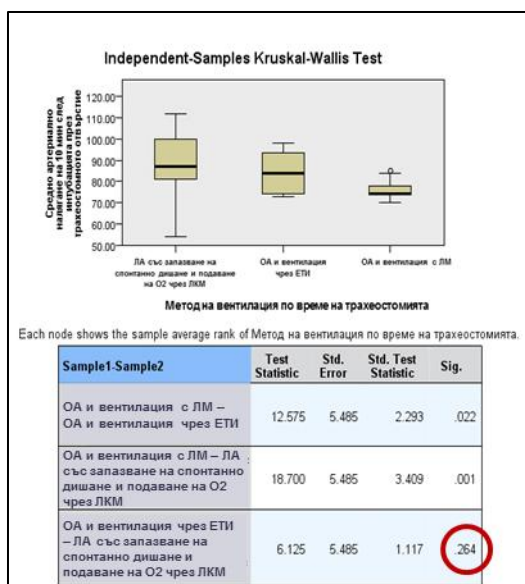 Independent-Samples Kruskal-Wallis Test
Средно артериално
налягане на 10 мин след
интубацията през
трахеостомното отвърстие
120.00
110.00
100.00
90.00
80.00
70.00
60.00
50.00
ЛА със запазване на
спонтанно дишане и подаване
на О2 чрез ЛКМ
ОА и вентилация
чрез ЕТИ
ОА и вентилация с ЛМ
Метод на вентилация по време на трахеостомията
Each node shows the sample average rank of Метод на вентилация по време на трахеостомията.
Sample1-Sample2 Test Statistic Std. Error Std. Test Statistic Sig.
ОА и вентилация с ЛМ –
ОА и вентилация чрез ЕТИ 12.575 5.485 2.293 .022
ОА и вентилация с ЛМ – ЛА
със запазване на спонтанно
дишане и подаване на О2
чрез ЛКМ 18.700 5.485 3.409 .001
ОА и вентилация чрез ЕТИ
– ЛА със запазване на
спонтанно дишане и
подаване на О2 чрез ЛКМ 6.125 5.485 1.117 .264